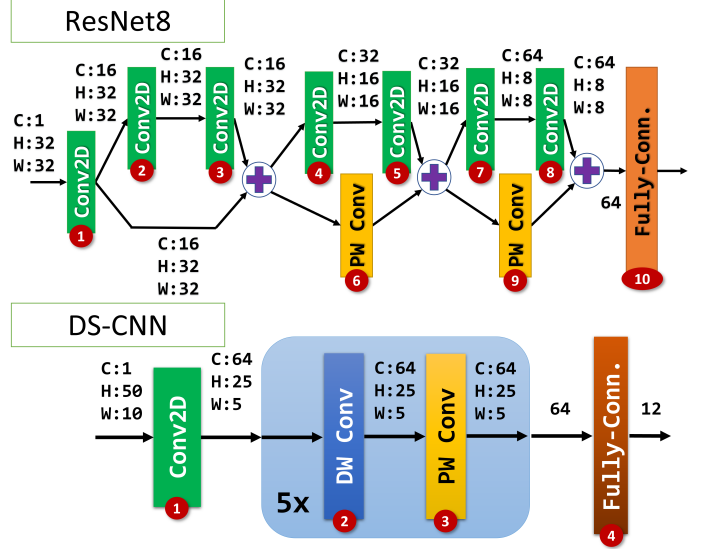 ResNet8
C:1
H:32
W:32
Conv2D
1
C:16
H:32
W:32
Conv2D
2
C:16
H:32
W:32
Conv2D
3
C:16
H:32
W:32
C:16
H:32
W:32
Conv2D
4
C:32
H:16
W:16
Conv2D
5
C:32
H:16
W:16
PW Conv
6
Conv2D
7
C:64
H:8
W:8
Conv2D
8
C:64
H:8
W:8
PW Conv
9
64
Fully-Conn.
10
DS-CNN
C:1
H:50
W:10
Conv2D
1
C:64
H:25
W:5
5x
DW Conv
2
C:64
H:25
W:5
PW Conv
3
C:64
H:25
W:5
64
Fully-Conn.
4
12